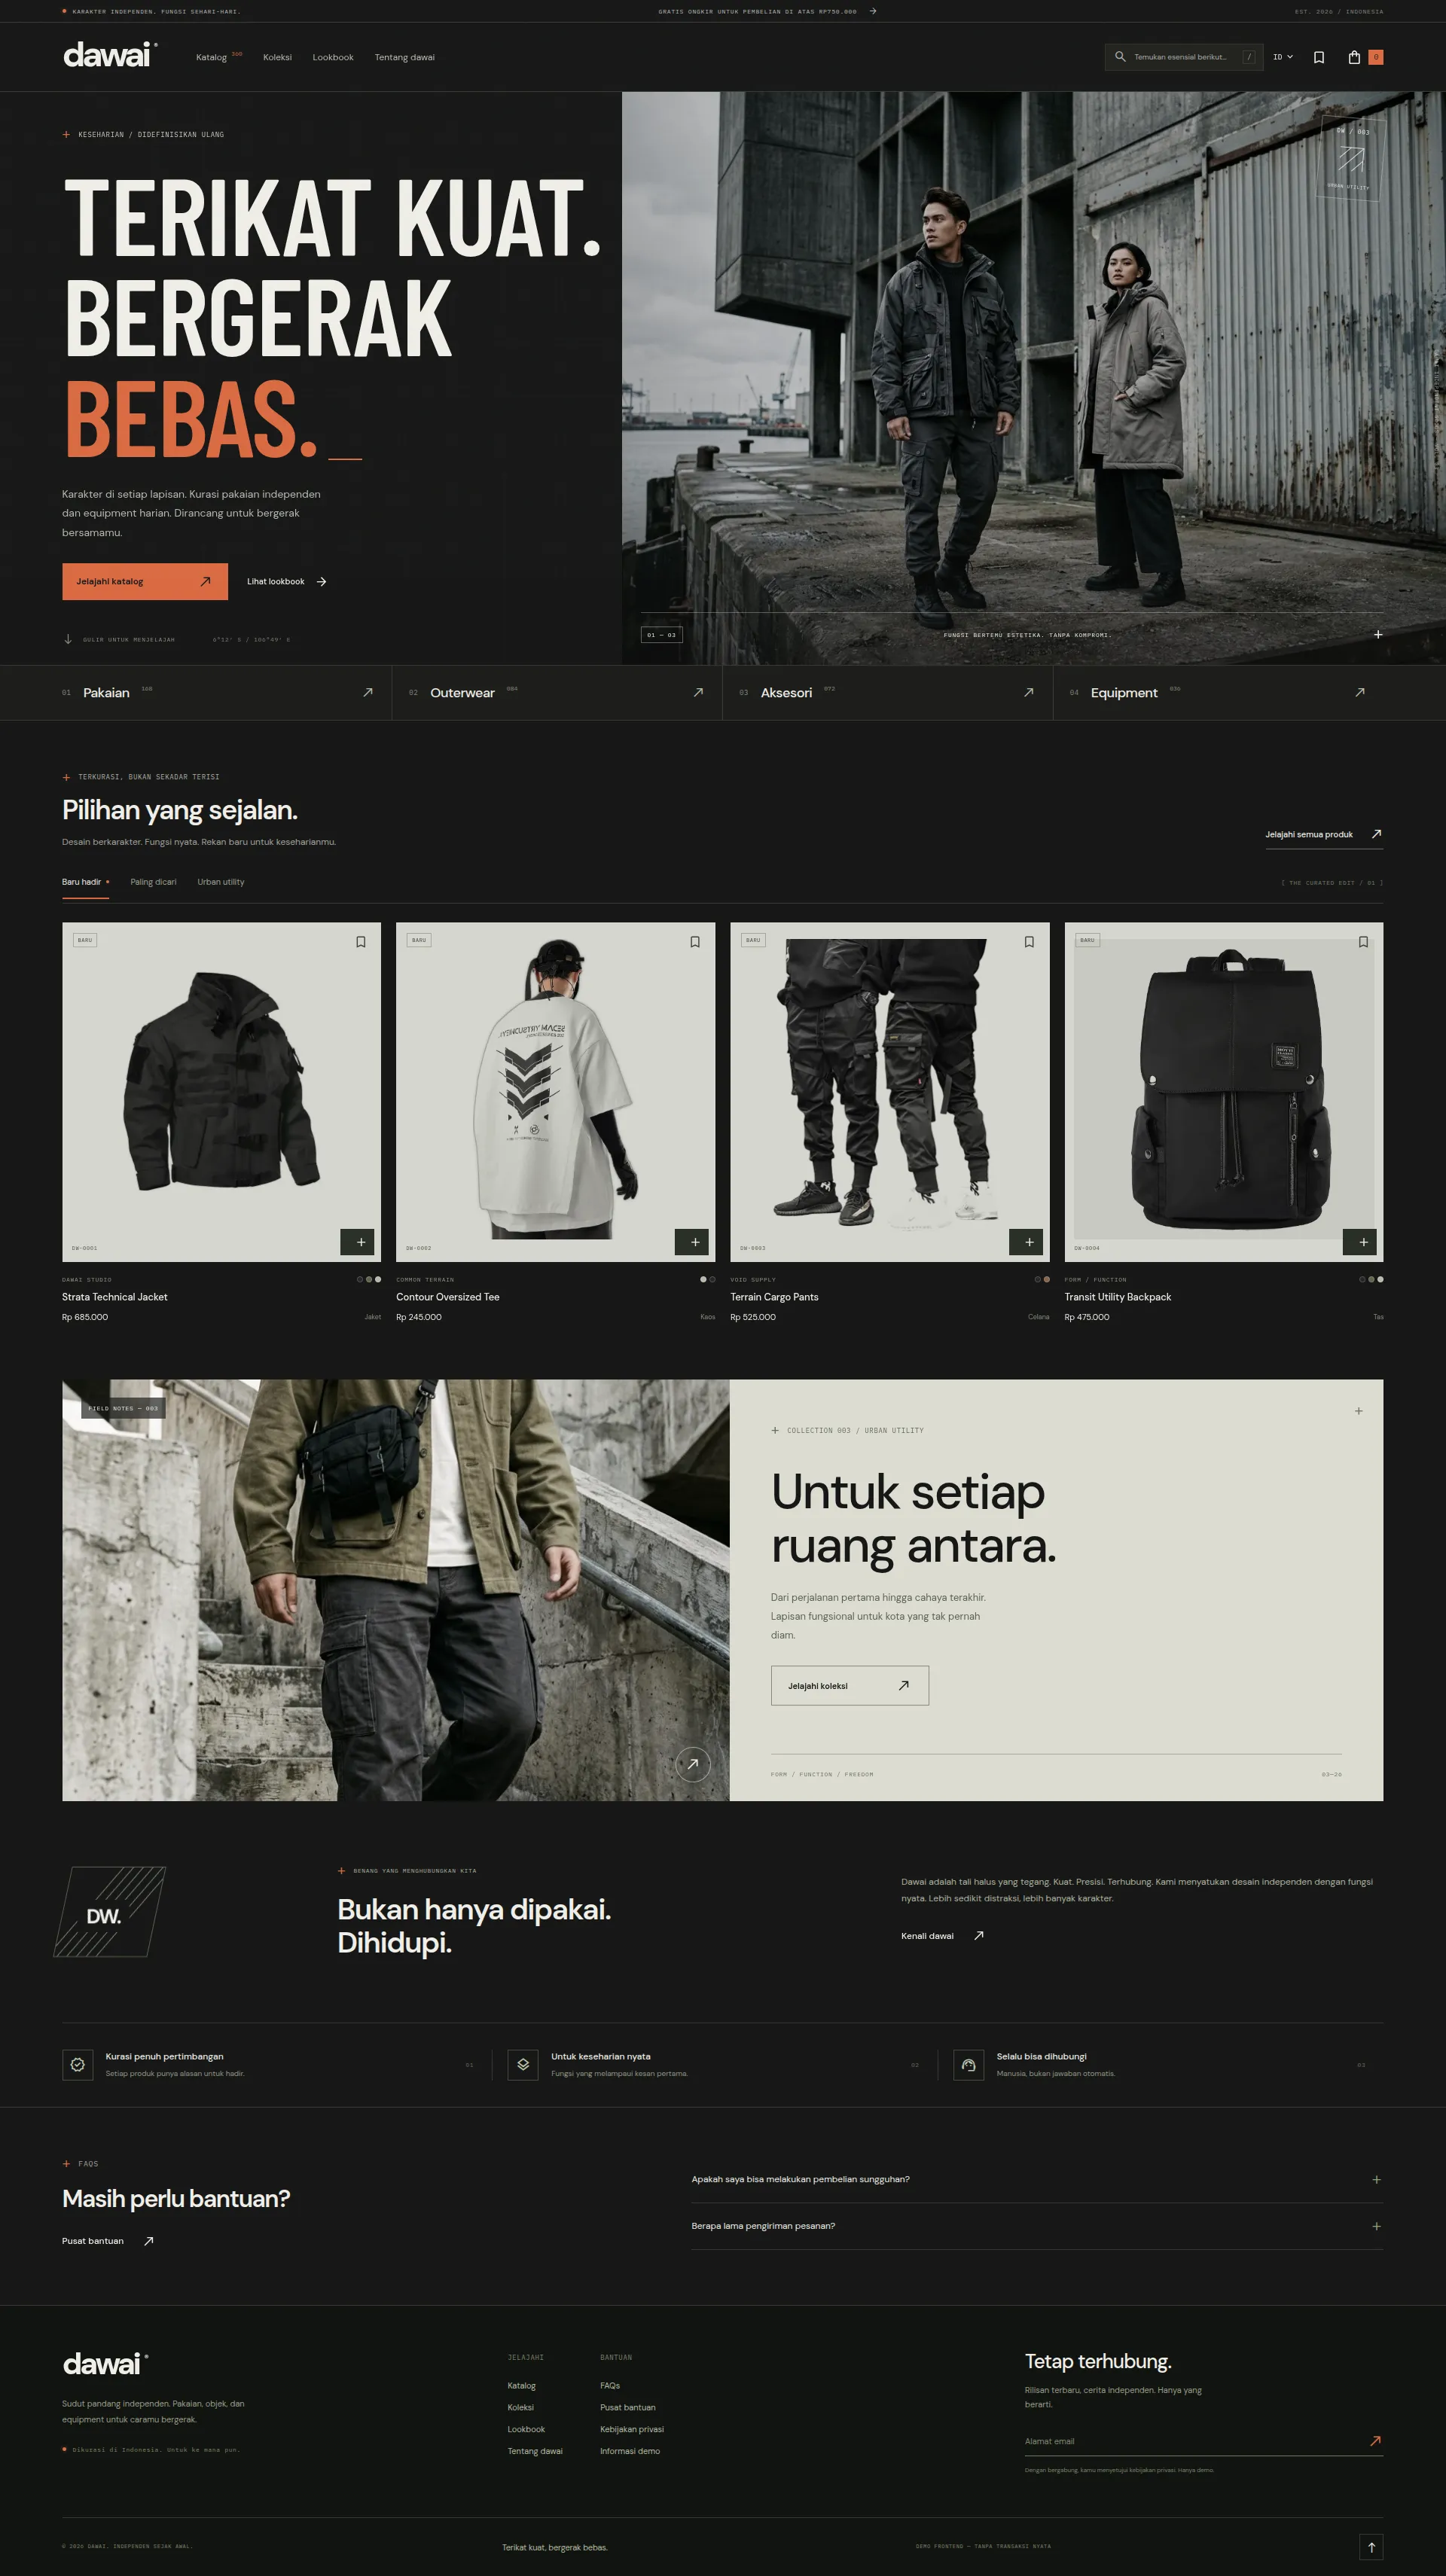 KARAKTER INDEPENDEN. FUNGSI SEHARI-HARI.
GRATIS ONGKIR UNTUK PEMBELIAN DI ATAS RP750.000
EST. 2026 / INDONESIA
dawai
Katalog 300
Koleksi
Lookbook
Tentang dawai
Temukan esensial berikut...
/
ID
0
KESEHARIAN / DIDEFINISIKAN ULANG
TERIKAT KUAT.
BERGERAK
BEBAS._
Karakter di setiap lapisan. Kurasi pakaian independen
dan equipment harian. Dirancang untuk bergerak
bersamamu.
Jelajahi katalog
Lihat lookbook
GULIR UNTUK MENJELAJAH
6°12′ S / 106°49′ E
DW / 003
URBAN UTILITY
01 — 03
FUNGSI BERTEMU ESTETIKA. TANPA KOMPROMI.
01 Pakaian 168
02 Outerwear 084
03 Aksesori 072
04 Equipment 036
TERKURASI, BUKAN SEKADAR TERISI
Pilihan yang sejalan.
Desain berkarakter. Fungsi nyata. Rekan baru untuk keseharianmu.
Jelajahi semua produk
Baru hadir
Paling dicari
Urban utility
[ THE CURATED EDIT / 01 ]
BARU
BARU
BARU
BARU
DW-0001
DW-0002
DW-0003
DW-0004
DAWAI STUDIO
Strata Technical Jacket
Rp 685.000
Jaket
COMMON TERRAIN
Contour Oversized Tee
Rp 245.000
Kaos
VOID SUPPLY
Terrain Cargo Pants
Rp 525.000
Celana
FORM / FUNCTION
Transit Utility Backpack
Rp 475.000
Tas
FIELD NOTES — 003
COLLECTION 003 / URBAN UTILITY
Untuk setiap
ruang antara.
Dari perjalanan pertama hingga cahaya terakhir.
Lapisan fungsional untuk kota yang tak pernah
diam.
Jelajahi koleksi
FORM / FUNCTION / FREEDOM
03—26
DW.
BENANG YANG MENGHUBUNGKAN KITA
Bukan hanya dipakai.
Dihidupi.
Dawai adalah tali halus yang tegang. Kuat. Presisi. Terhubung. Kami menyatukan desain independen dengan fungsi
nyata. Lebih sedikit distraksi, lebih banyak karakter.
Kenali dawai
Kurasi penuh pertimbangan
Setiap produk punya alasan untuk hadir.
01
Untuk keseharian nyata
Fungsi yang melampaui kesan pertama.
02
Selalu bisa dihubungi
Manusia, bukan jawaban otomatis.
03
FAQS
Masih perlu bantuan?
Pusat bantuan
Apakah saya bisa melakukan pembelian sungguhan?
Berapa lama pengiriman pesanan?
dawai
Sudut pandang independen. Pakaian, objek, dan
equipment untuk caramu bergerak.
Dikurasi di Indonesia. Untuk ke mana pun.
JELAJAHI
Katalog
Koleksi
Lookbook
Tentang dawai
BANTUAN
FAQs
Pusat bantuan
Kebijakan privasi
Informasi demo
Tetap terhubung.
Rilisan terbaru, cerita independen. Hanya yang
berarti.
Alamat email
Dengan bergabung, kamu menyetujui kebijakan privasi. Hanya demo.
© 2026 DAWAI. INDEPENDEN SEJAK AWAL.
Terikat kuat, bergerak bebas.
DEMO FRONTEND — TANPA TRANSAKSI NYATA